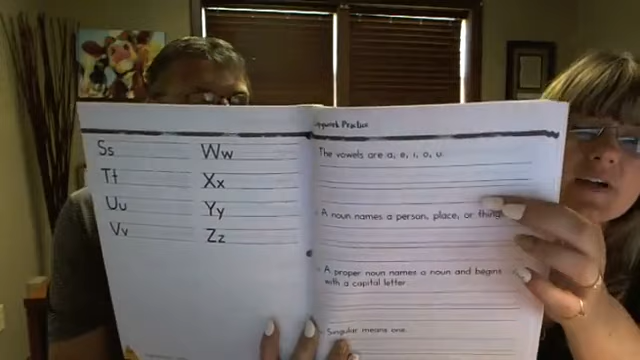 Ss
Tt
Uu
Vv
Ww
Xx
Yy
Zz
Practice
The vowels are a, e, i, o, u.
A noun names a person, place, or thing
A proper noun names a noun and begins
with a capital letter.
Singular means one.